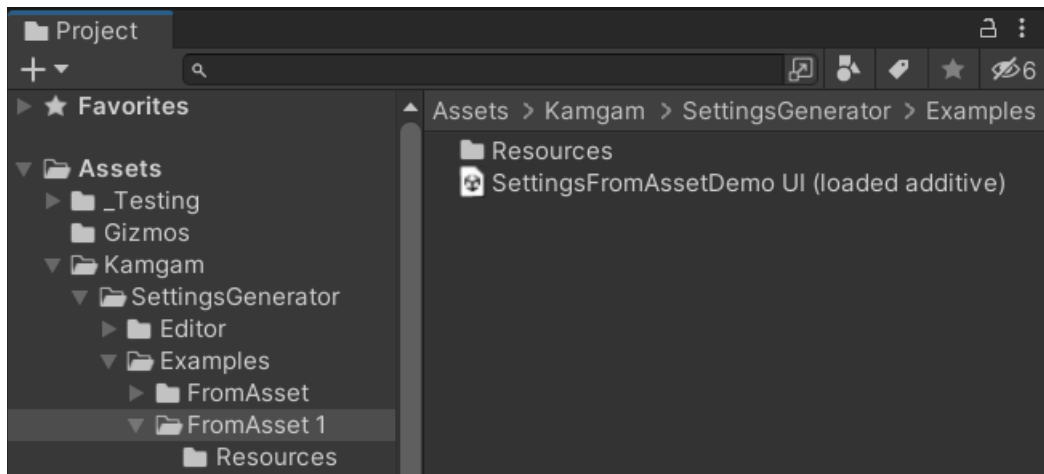 Project
6
Favorites
Assets > Kamgam > SettingsGenerator > Examples
Resources
Assets
SettingsFromAssetDemo UI (loaded additive)
_Testing
Gizmos
Kamgam
SettingsGenerator
Editor
Examples
FromAsset
FromAsset 1
Resources